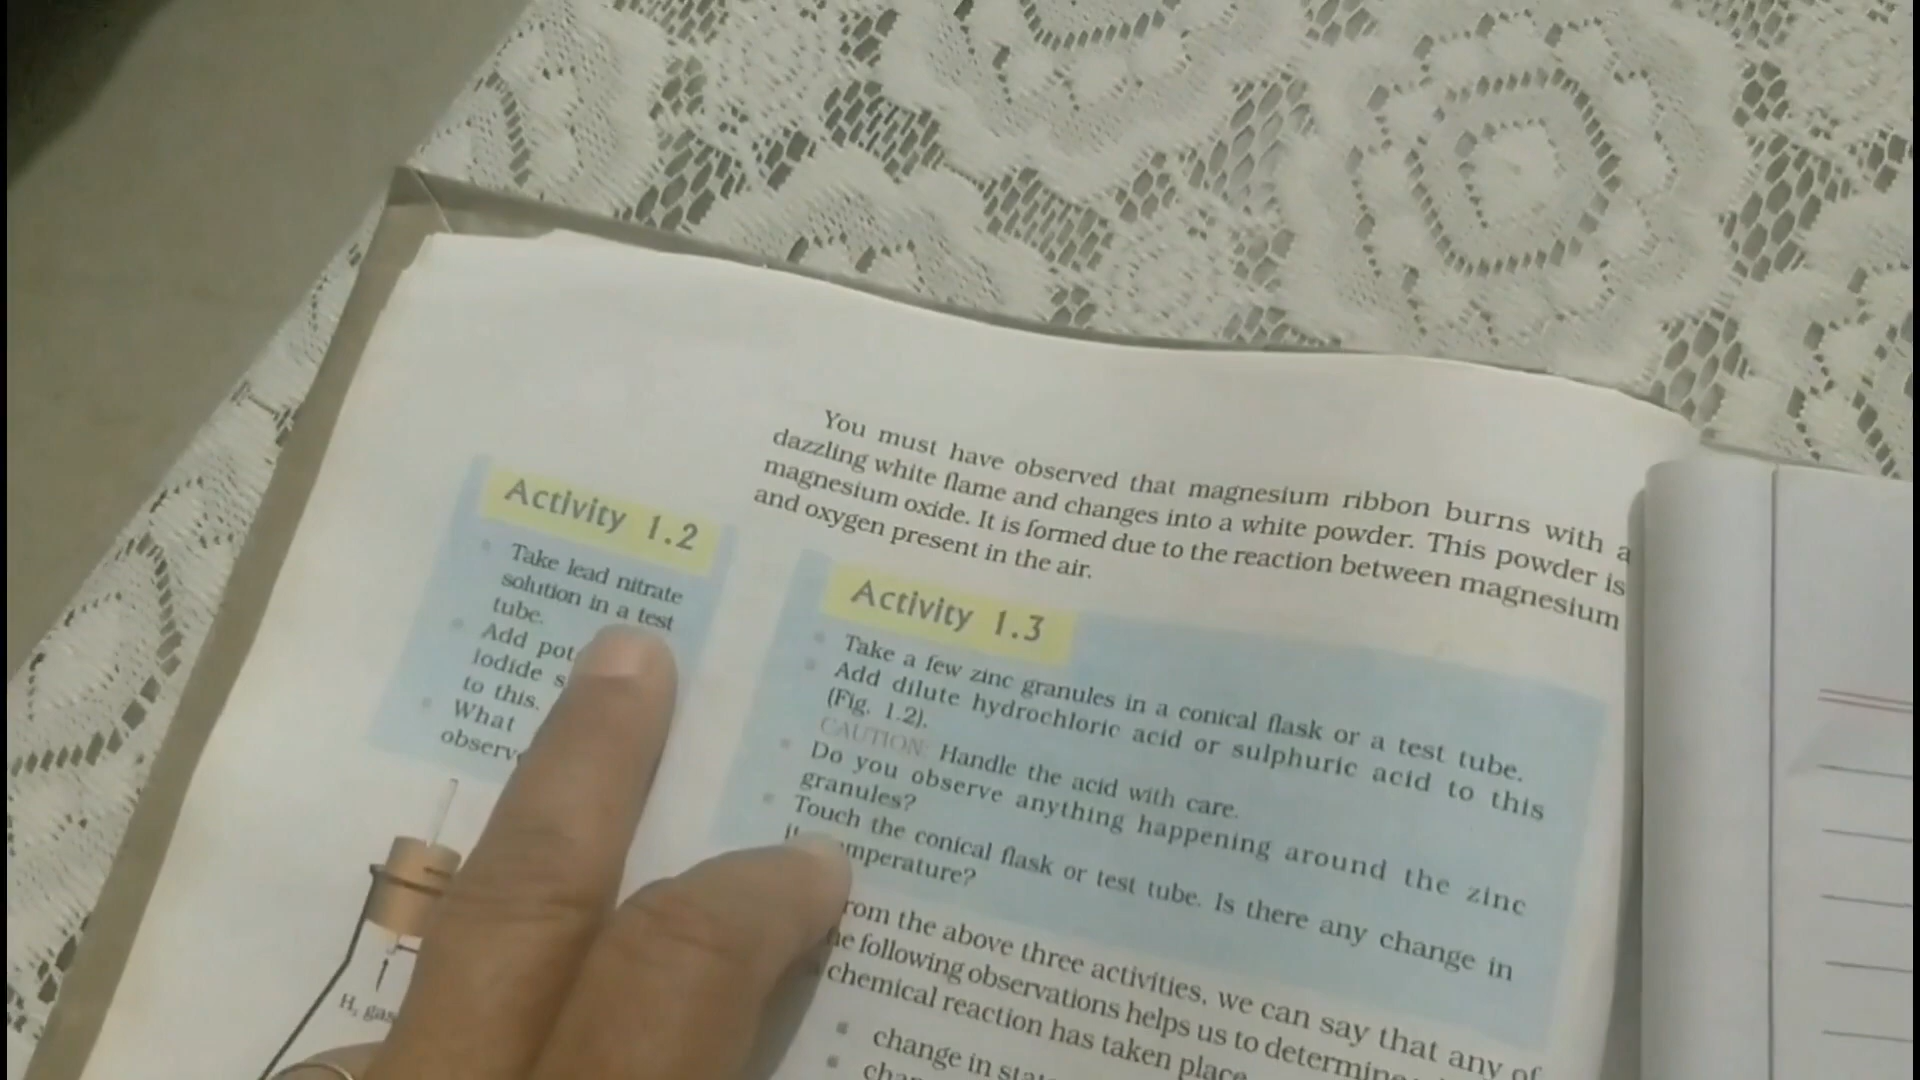 You must have observed that magnesium ribbon burns with a
dazzling white flame and changes into a white powder. This powder is
magnesium oxide. It is formed due to the reaction between magnesium
and oxygen present in the air.
Activity 1.2
Take lead nitrate
solution in a test
tube.
Add
iodide
to this.
What
Activity 1.3
Take a few zinc granules in a conical flask or a test tube.
Add dilute hydrochloric acid or sulphuric acid to this
(Fig. 1.2).
CAUTION: Handle the acid with care.
Do you observe anything happening around the zinc
granules?
Touch the conical flask or test tube. Is there any change in
H₂ gas
the above three activities, we can say that any of
following observations helps us to determine
chemical reaction has taken place
change in